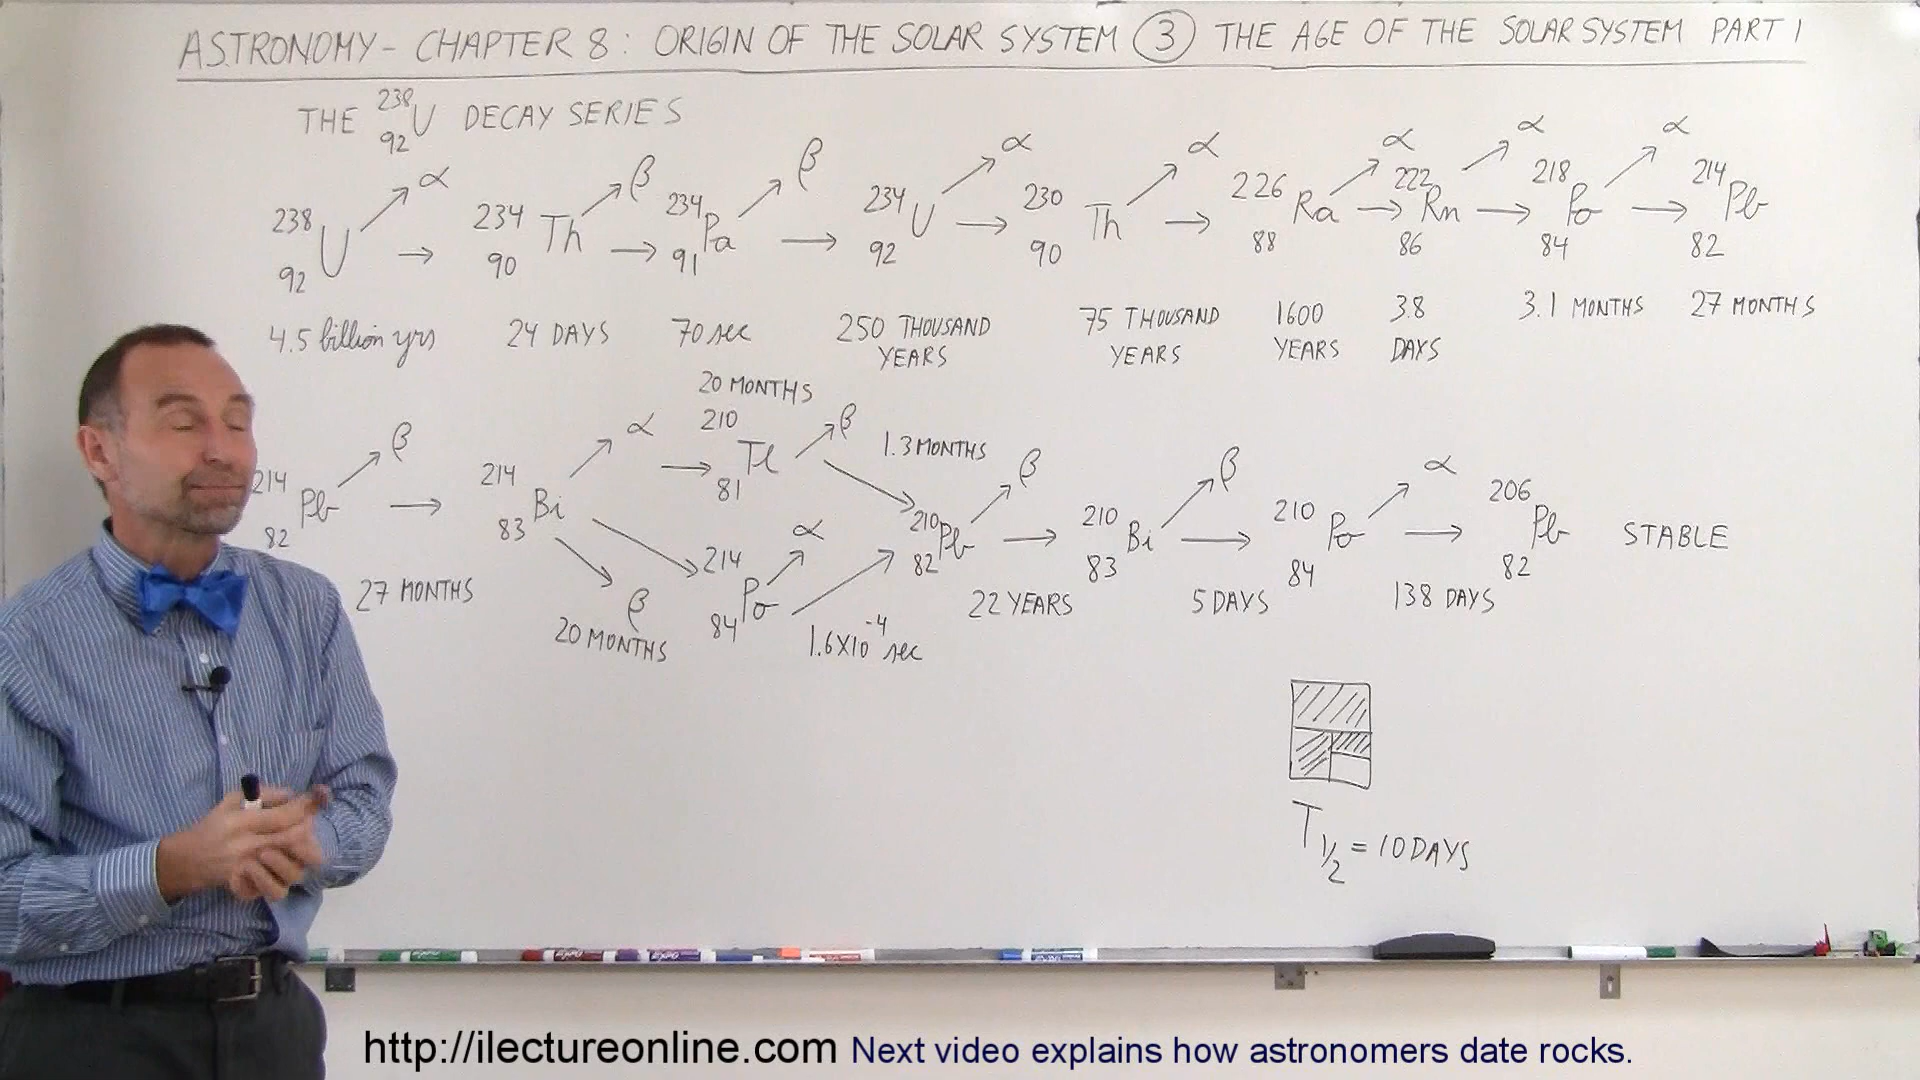 ASTRONOMY - CHAPTER 8 : ORIGIN OF THE SOLAR SYSTEM ③ THE AGE OF THE SOLAR SYSTEM PART 1
THE 238 92 U DECAY SERIES
α β β α α α α α
238 92 U → 234 90 Th → 234 91 Pa → 234 92 U → 230 90 Th → 226 88 Ra → 222 86 Rn → 218 84 Po → 214 82 Pb
4.5 billion yrs 24 DAYS 70 sec 250 THOUSAND YEARS 75 THOUSAND YEARS 1600 YEARS 3.8 DAYS 3.1 MONTHS 27 MONTHS
20 MONTHS
β α 210 81 Tl β 1.3 MONTHS
214 82 Pb → 214 83 Bi → 214 84 Po α 210 82 Pb β → 210 83 Bi β → 210 84 Po α → 206 82 Pb STABLE
27 MONTHS β 20 MONTHS 1.6X10-4 sec 22 YEARS 5 DAYS 138 DAYS
T1/2 = 10 DAYS
http://ilectureonline.com Next video explains how astronomers date rocks.